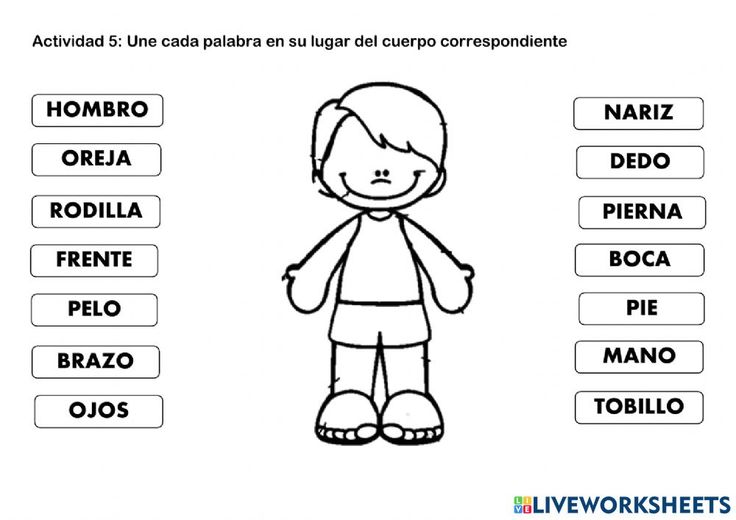 Actividad 5: Une cada palabra en su lugar del cuerpo correspondiente
HOMBRO
OREJA
RODILLA
FRENTE
PELO
BRAZO
OJOS
NARIZ
DEDO
PIERNA
BOCA
PIE
MANO
TOBILLO
LIVE LIVEWORKSHEETS